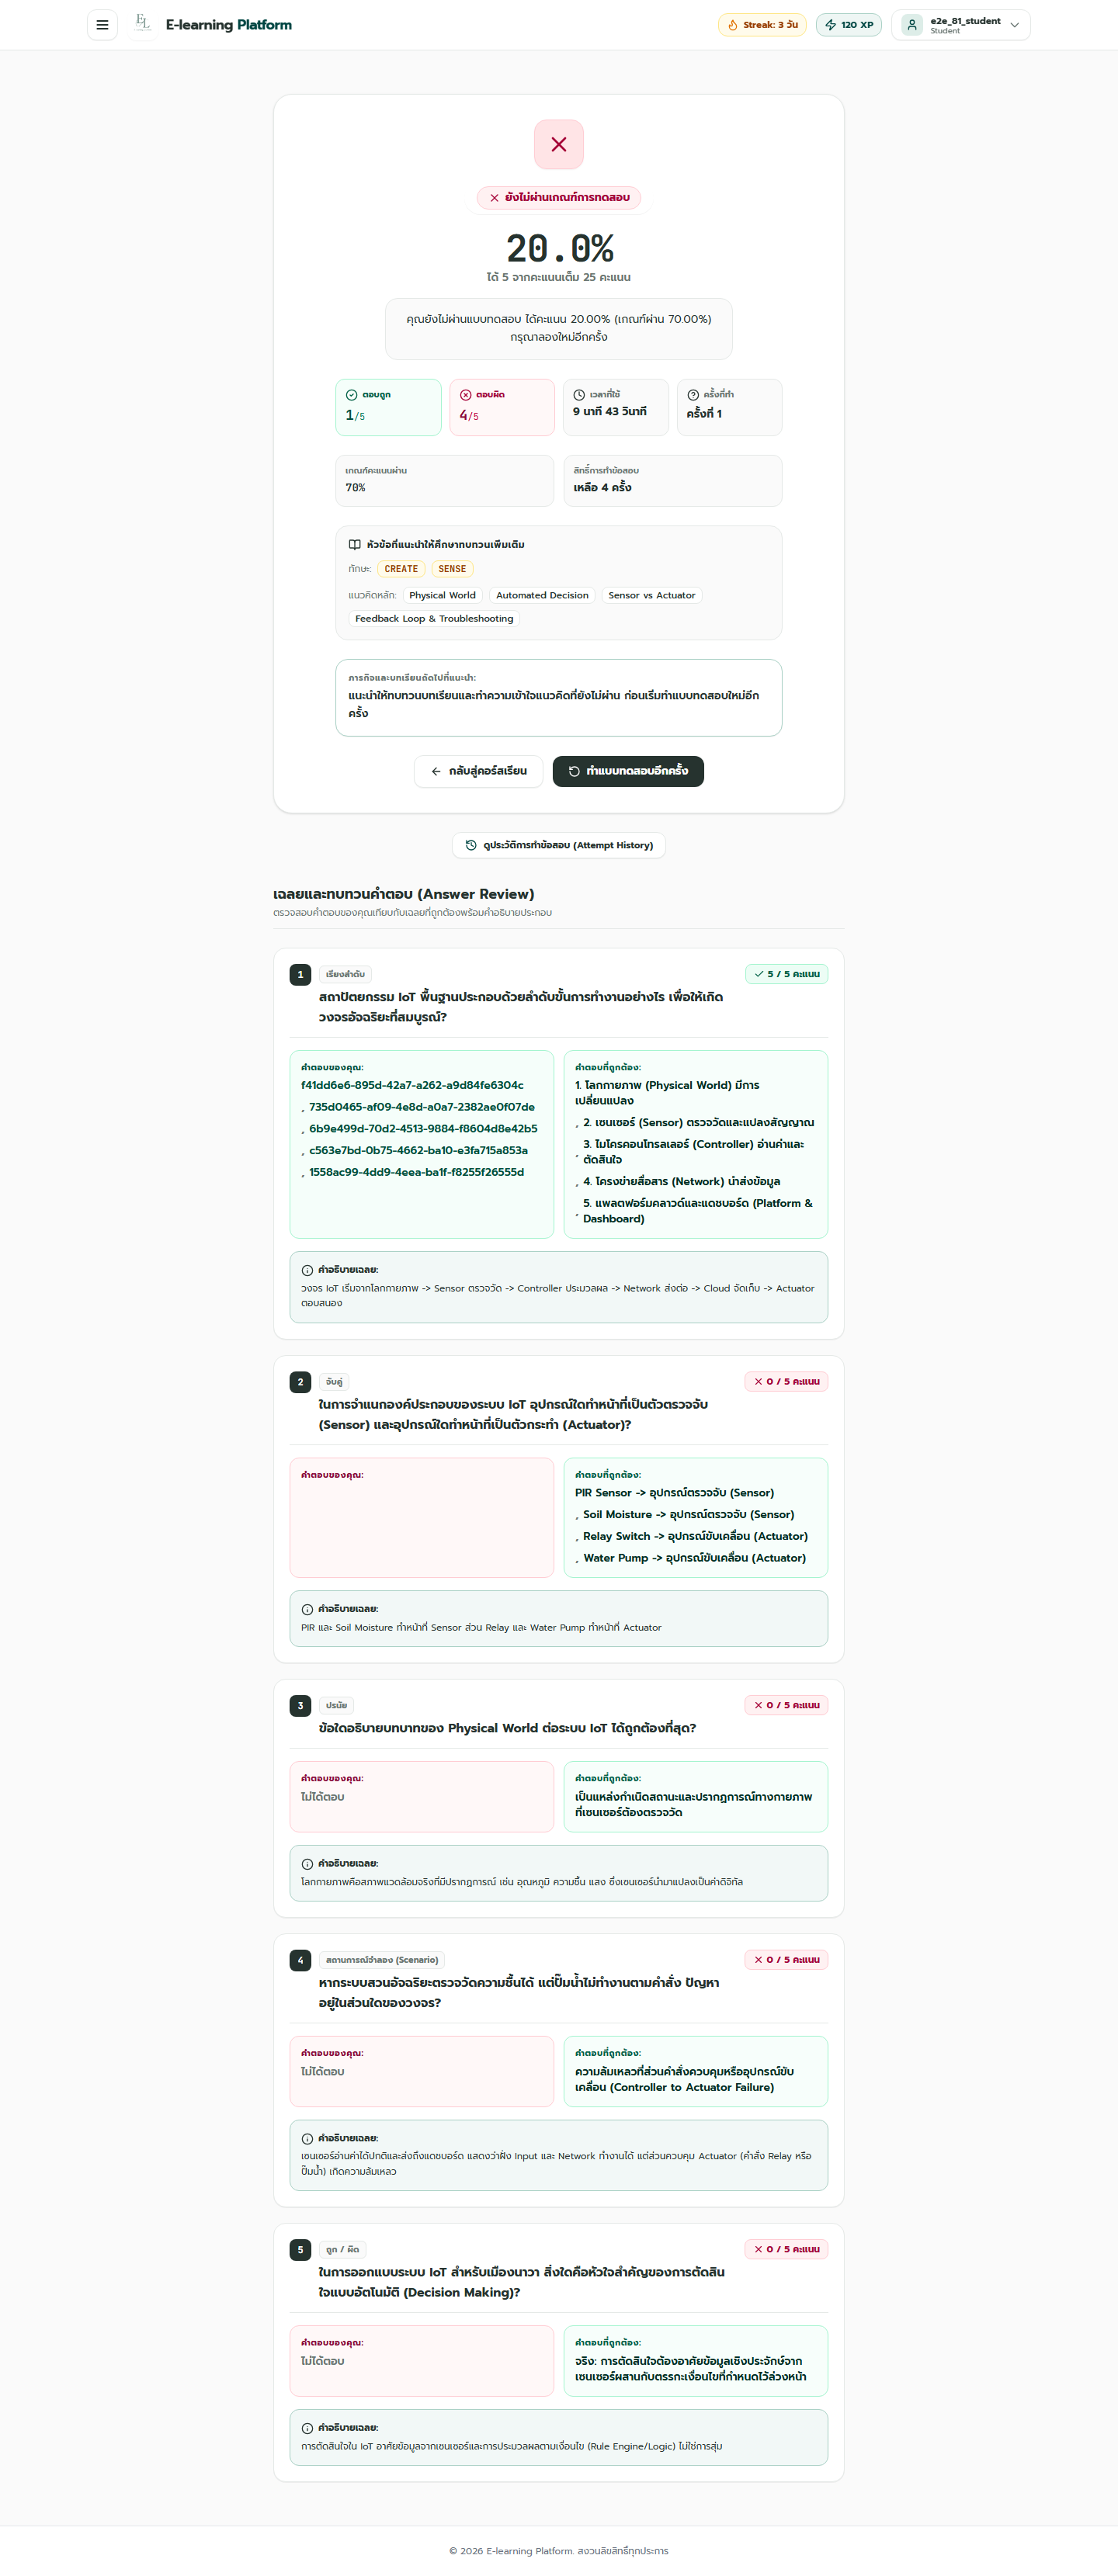 E-learning Platform
Streak: 3 วัน
120 XP
e2e_81_student
Student
ยังไม่ผ่านเกณฑ์การทดสอบ
20.0%
ได้ 5 จากคะแนนเต็ม 25 คะแนน
คุณยังไม่ผ่านแบบทดสอบ ได้คะแนน 20.00% (เกณฑ์ผ่าน 70.00%)
กรุณาลองใหม่อีกครั้ง
ตอบถูก
1/5
ตอบผิด
4/5
เวลาที่ใช้
9 นาที 43 วินาที
ครั้งที่ทำ
ครั้งที่ 1
เกณฑ์คะแนนผ่าน
70%
สิทธิ์การทำข้อสอบ
เหลือ 4 ครั้ง
หัวข้อที่แนะนำให้ศึกษาทบทวนเพิ่มเติม
ทักษะ: CREATE SENSE
แนวคิดหลัก: Physical World Automated Decision Sensor vs Actuator
Feedback Loop & Troubleshooting
ภารกิจและบทเรียนถัดไปที่แนะนำ:
แนะนำให้ทบทวนบทเรียนและทำความเข้าใจแนวคิดที่ยังไม่ผ่าน ก่อนเริ่มทำแบบทดสอบใหม่อีก
ครั้ง
กลับสู่คอร์สเรียน
ทำแบบทดสอบอีกครั้ง
ดูประวัติการทำข้อสอบ (Attempt History)
เฉลยและทบทวนคำตอบ (Answer Review)
ตรวจสอบคำตอบของคุณเทียบกับเฉลยที่ถูกต้องพร้อมคำอธิบายประกอบ
1 เรียงลำดับ
5 / 5 คะแนน
สถาปัตยกรรม IoT พื้นฐานประกอบด้วยลำดับขั้นการทำงานอย่างไร เพื่อให้เกิด
วงจรอัจฉริยะที่สมบูรณ์?
คำตอบของคุณ:
f41dd6e6-895d-42a7-a262-a9d84fe6304c
, 735d0465-af09-4e8d-a0a7-2382ae0f07de
, 6b9e499d-70d2-4513-9884-f8604d8e42b5
, c563e7bd-0b75-4662-ba10-e3fa715a853a
, 1558ac99-4dd9-4eea-ba1f-f8255f26555d
คำตอบที่ถูกต้อง:
1. โลกกายภาพ (Physical World) มีการ
เปลี่ยนแปลง
, 2. เซนเซอร์ (Sensor) ตรวจวัดและแปลงสัญญาณ
, 3. ไมโครคอนโทรลเลอร์ (Controller) อ่านค่าและ
ตัดสินใจ
, 4. โครงข่ายสื่อสาร (Network) นำส่งข้อมูล
, 5. แพลตฟอร์มคลาวด์และแดชบอร์ด (Platform &
Dashboard)
คำอธิบายเฉลย:
วงจร IoT เริ่มจากโลกกายภาพ -> Sensor ตรวจวัด -> Controller ประมวลผล -> Network ส่งต่อ -> Cloud จัดเก็บ -> Actuator
ตอบสนอง
2 จับคู่
0 / 5 คะแนน
ในการจำแนกองค์ประกอบของระบบ IoT อุปกรณ์ใดทำหน้าที่เป็นตัวตรวจจับ
(Sensor) และอุปกรณ์ใดทำหน้าที่เป็นตัวกระทำ (Actuator)?
คำตอบของคุณ:
คำตอบที่ถูกต้อง:
PIR Sensor -> อุปกรณ์ตรวจจับ (Sensor)
, Soil Moisture -> อุปกรณ์ตรวจจับ (Sensor)
, Relay Switch -> อุปกรณ์ขับเคลื่อน (Actuator)
, Water Pump -> อุปกรณ์ขับเคลื่อน (Actuator)
คำอธิบายเฉลย:
PIR และ Soil Moisture ทำหน้าที่ Sensor ส่วน Relay และ Water Pump ทำหน้าที่ Actuator
3 ปรนัย
0 / 5 คะแนน
ข้อใดอธิบายบทบาทของ Physical World ต่อระบบ IoT ได้ถูกต้องที่สุด?
คำตอบของคุณ:
ไม่ได้ตอบ
คำตอบที่ถูกต้อง:
เป็นแหล่งกำเนิดสถานะและปรากฏการณ์ทางกายภาพ
ที่เซนเซอร์ต้องตรวจวัด
คำอธิบายเฉลย:
โลกกายภาพคือสภาพแวดล้อมจริงที่มีปรากฏการณ์ เช่น อุณหภูมิ ความชื้น แสง ซึ่งเซนเซอร์นำมาแปลงเป็นค่าดิจิทัล
4 สถานการณ์จำลอง (Scenario)
0 / 5 คะแนน
หากระบบสวนอัจฉริยะตรวจวัดความชื้นได้ แต่ปั๊มน้ำไม่ทำงานตามคำสั่ง ปัญหา
อยู่ในส่วนใดของวงจร?
คำตอบของคุณ:
ไม่ได้ตอบ
คำตอบที่ถูกต้อง:
ความล้มเหลวที่ส่วนคำสั่งควบคุมหรืออุปกรณ์ขับ
เคลื่อน (Controller to Actuator Failure)
คำอธิบายเฉลย:
เซนเซอร์อ่านค่าได้ปกติและส่งถึงแดชบอร์ด แสดงว่าฝั่ง Input และ Network ทำงานได้ แต่ส่วนควบคุม Actuator (คำสั่ง Relay หรือ
ปั๊มน้ำ) เกิดความล้มเหลว
5 ถูก / ผิด
0 / 5 คะแนน
ในการออกแบบระบบ IoT สำหรับเมืองนาวา สิ่งใดคือหัวใจสำคัญของการตัดสิน
ใจแบบอัตโนมัติ (Decision Making)?
คำตอบของคุณ:
ไม่ได้ตอบ
คำตอบที่ถูกต้อง:
จริง: การตัดสินใจต้องอาศัยข้อมูลเชิงประจักษ์จาก
เซนเซอร์ผสานกับตรรกะเงื่อนไขที่กำหนดไว้ล่วงหน้า
คำอธิบายเฉลย:
การตัดสินใจใน IoT อาศัยข้อมูลจากเซนเซอร์และการประมวลผลตามเงื่อนไข (Rule Engine/Logic) ไม่ใช่การสุ่ม
© 2026 E-learning Platform. สงวนลิขสิทธิ์ทุกประการ